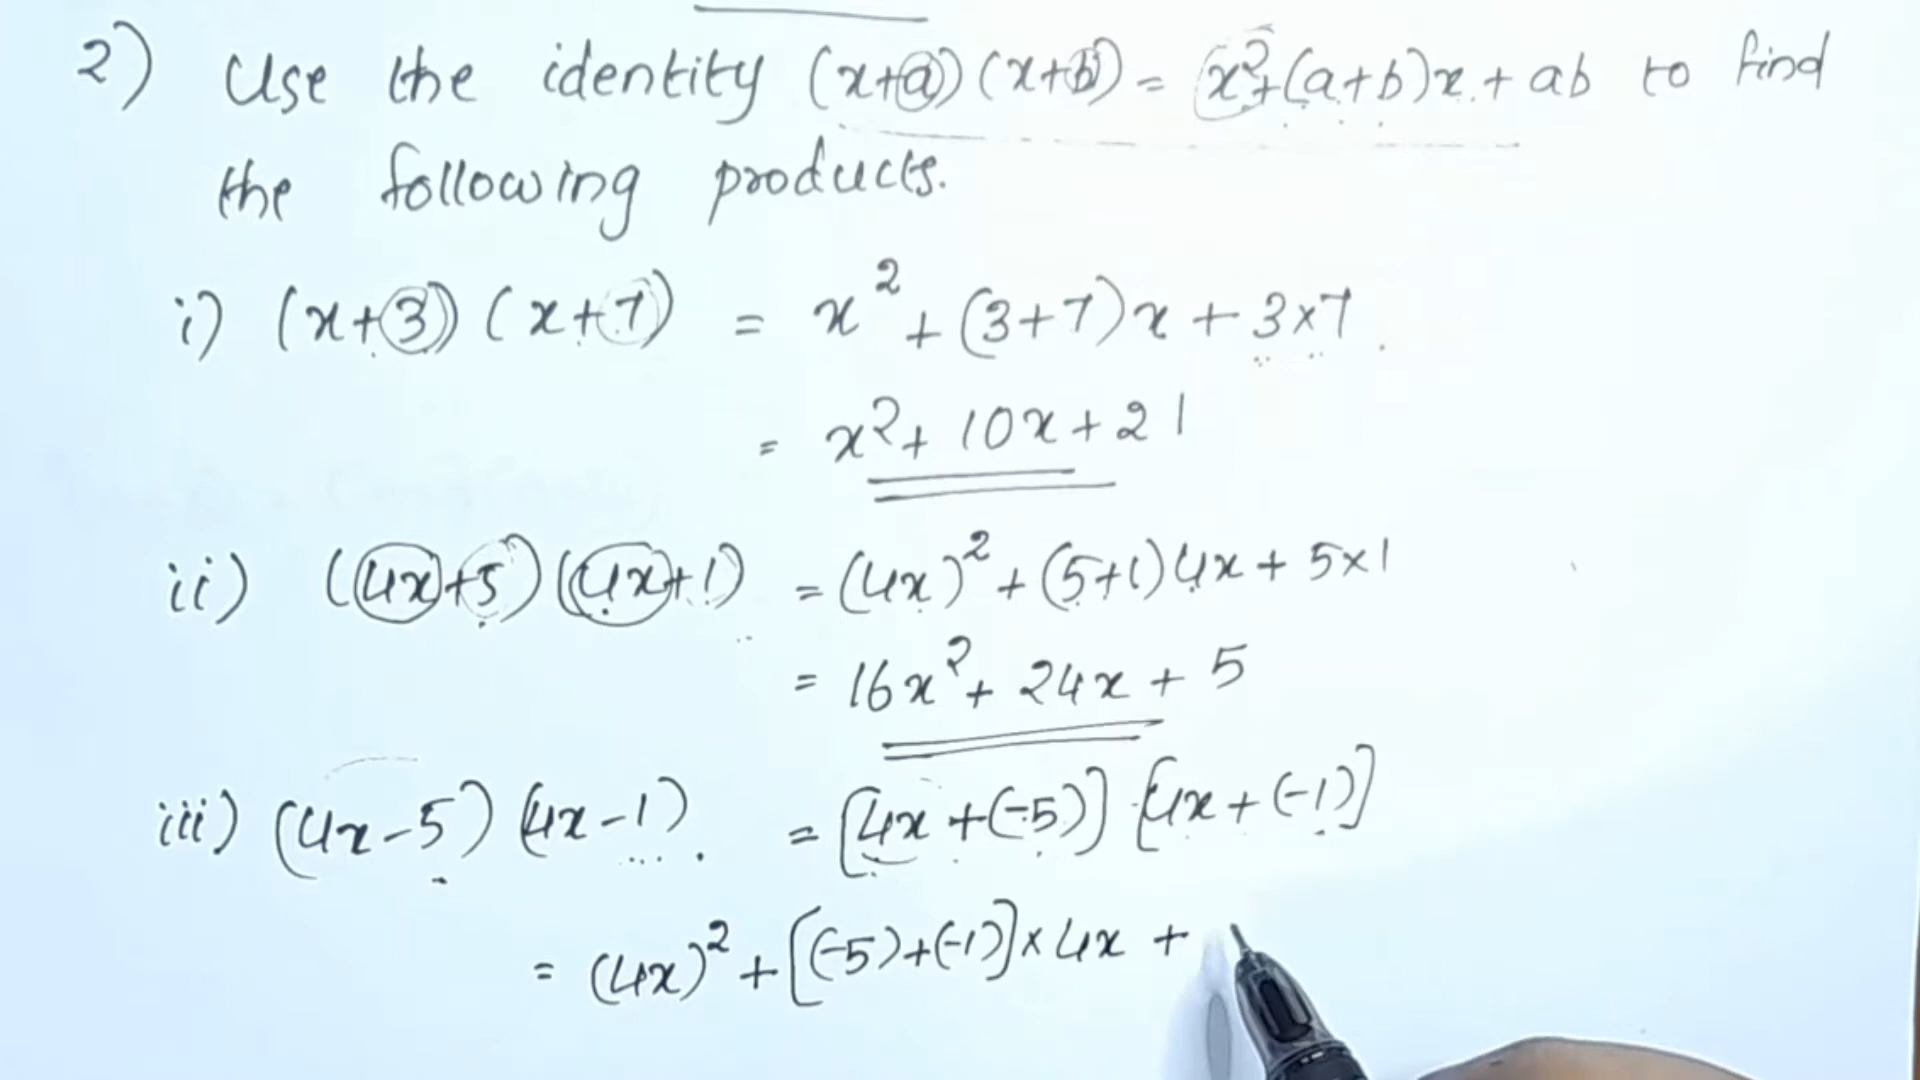 2) Use the identity (x+a)(x+b) = x²+(a+b)x+ab to find
the following products.
i) (x+3)(x+7) = x²+(3+7)x+3×7
= x²+10x+21
ii) (4x+5)(4x+1) = (4x)²+(5+1)4x+5×1
= 16x²+24x+5
iii) (4x-5)(4x-1) = [4x+(-5)][4x+(-1)]
= (4x)²+[(-5)+(-1)]×4x+